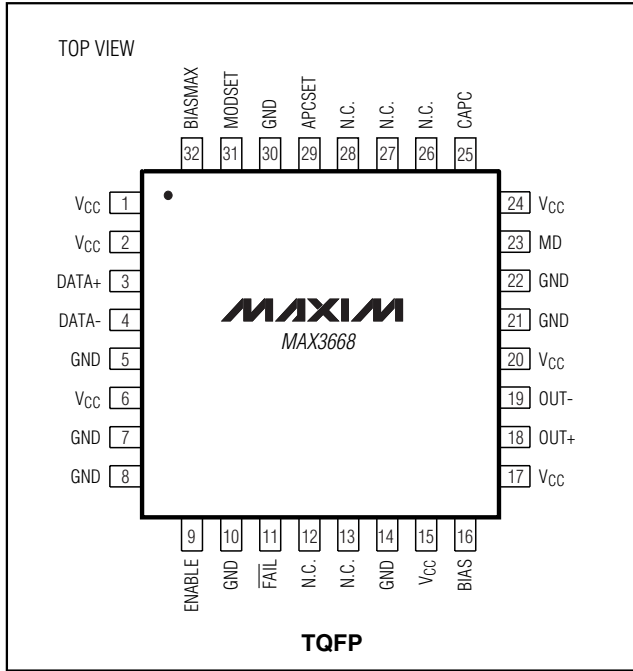 TOP VIEW
BIASMAX
MODSET
GND
APCSET
N.C.
N.C.
N.C.
CAPC
32 31 30 29 28 27 26 25
VCC 1
VCC 2
DATA+ 3
DATA- 4
GND 5
VCC 6
GND 7
GND 8
MAXIM
MAX3668
24 VCC
23 MD
22 GND
21 GND
20 VCC
19 OUT-
18 OUT+
17 VCC
9 10 11 12 13 14 15 16
ENABLE
GND
FAIL
N.C.
N.C.
GND
VCC
BIAS
TQFP